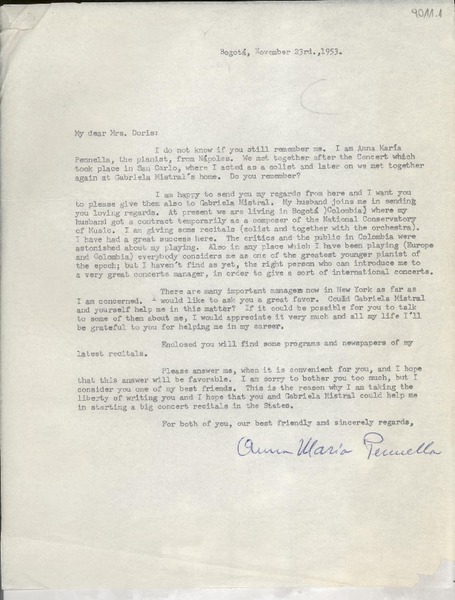 9011.1
Bogotá, November 23rd.,1953.
My dear Mrs. Doris:
I do not know if you still remember me. I am Anna María
Pennella, the pianist, from Nápoles. We met together after the Concert which
took place in San Carlo, where I acted as a solist and later on we met together
again at Gabriela Mistral's home. Do you remember?
I am happy to send you my regards from here and I want you
to please give them also to Gabriela Mistral. My husband joins me in sending
you loving regards. At present we are living in Bogotá )Colombia) where my
husband got a contract temporarily as a composer of the National Conservatory
of Music. I am giving some recitals (solist and together with the orchestra).
I have had a great success here. The critics and the public in Colombia were
astonished about my playing. Also in any place which I have been playing (Europe
and Colombia) everybody considers me as one of the greatest younger pianist of
the epoch; but I haven't find as yet, the right person who can introduce me to
a very great concerts manager, in order to give a sort of international concerts.
There are many important managers now in New York as far as
I am concerned. I would like to ask you a great favor. Could Gabriela Mistral
and yourself help me in this matter? If it could be possible for you to talk
to some of them about me, I would appreciate it very much and all my life I'll
be grateful to you for helping me in my career.
Enclosed you will find some programs and newspapers of my
latest recitals.
Please answer me, when it is convenient for you, and I hope
that this answer will be favorable. I am sorry to bother you too much, but I
consider you one of my best friends. This is the reason why I am taking the
liberty of writing you and I hope that you and Gabriela Mistral could help me
in starting a big concert recitals in the States.
For both of you, our best friendly and sincerely regards,
Anna María Pennella